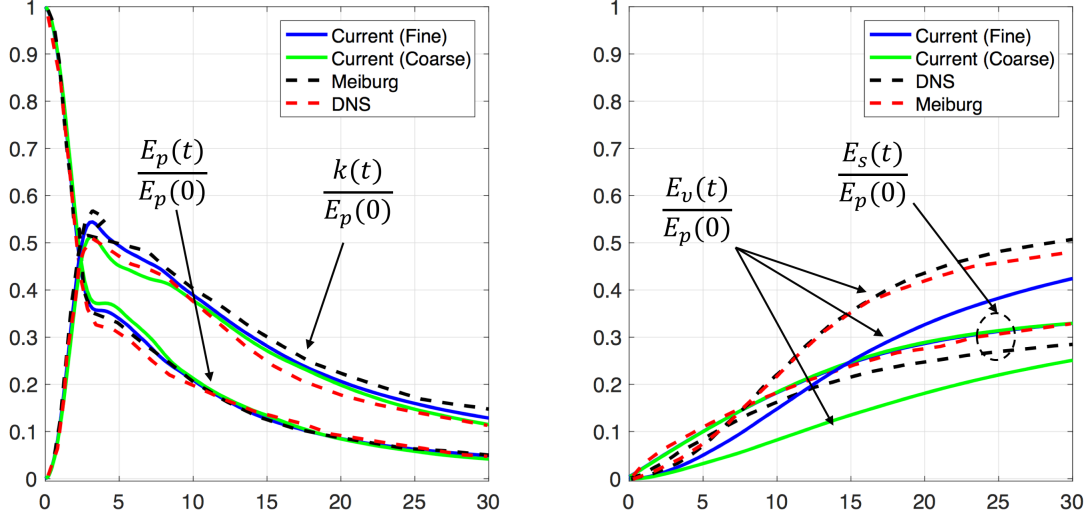 1
0.9
0.8
0.7
0.6
0.5
0.4
0.3
0.2
0.1
0
0 5 10 15 20 25 30
Current (Fine)
Current (Coarse)
Meiburg
DNS
E_p(t)
E_p(0)
k(t)
E_p(0)
1
0.9
0.8
0.7
0.6
0.5
0.4
0.3
0.2
0.1
0
0 5 10 15 20 25 30
Current (Fine)
Current (Coarse)
DNS
Meiburg
E_v(t)
E_p(0)
E_s(t)
E_p(0)